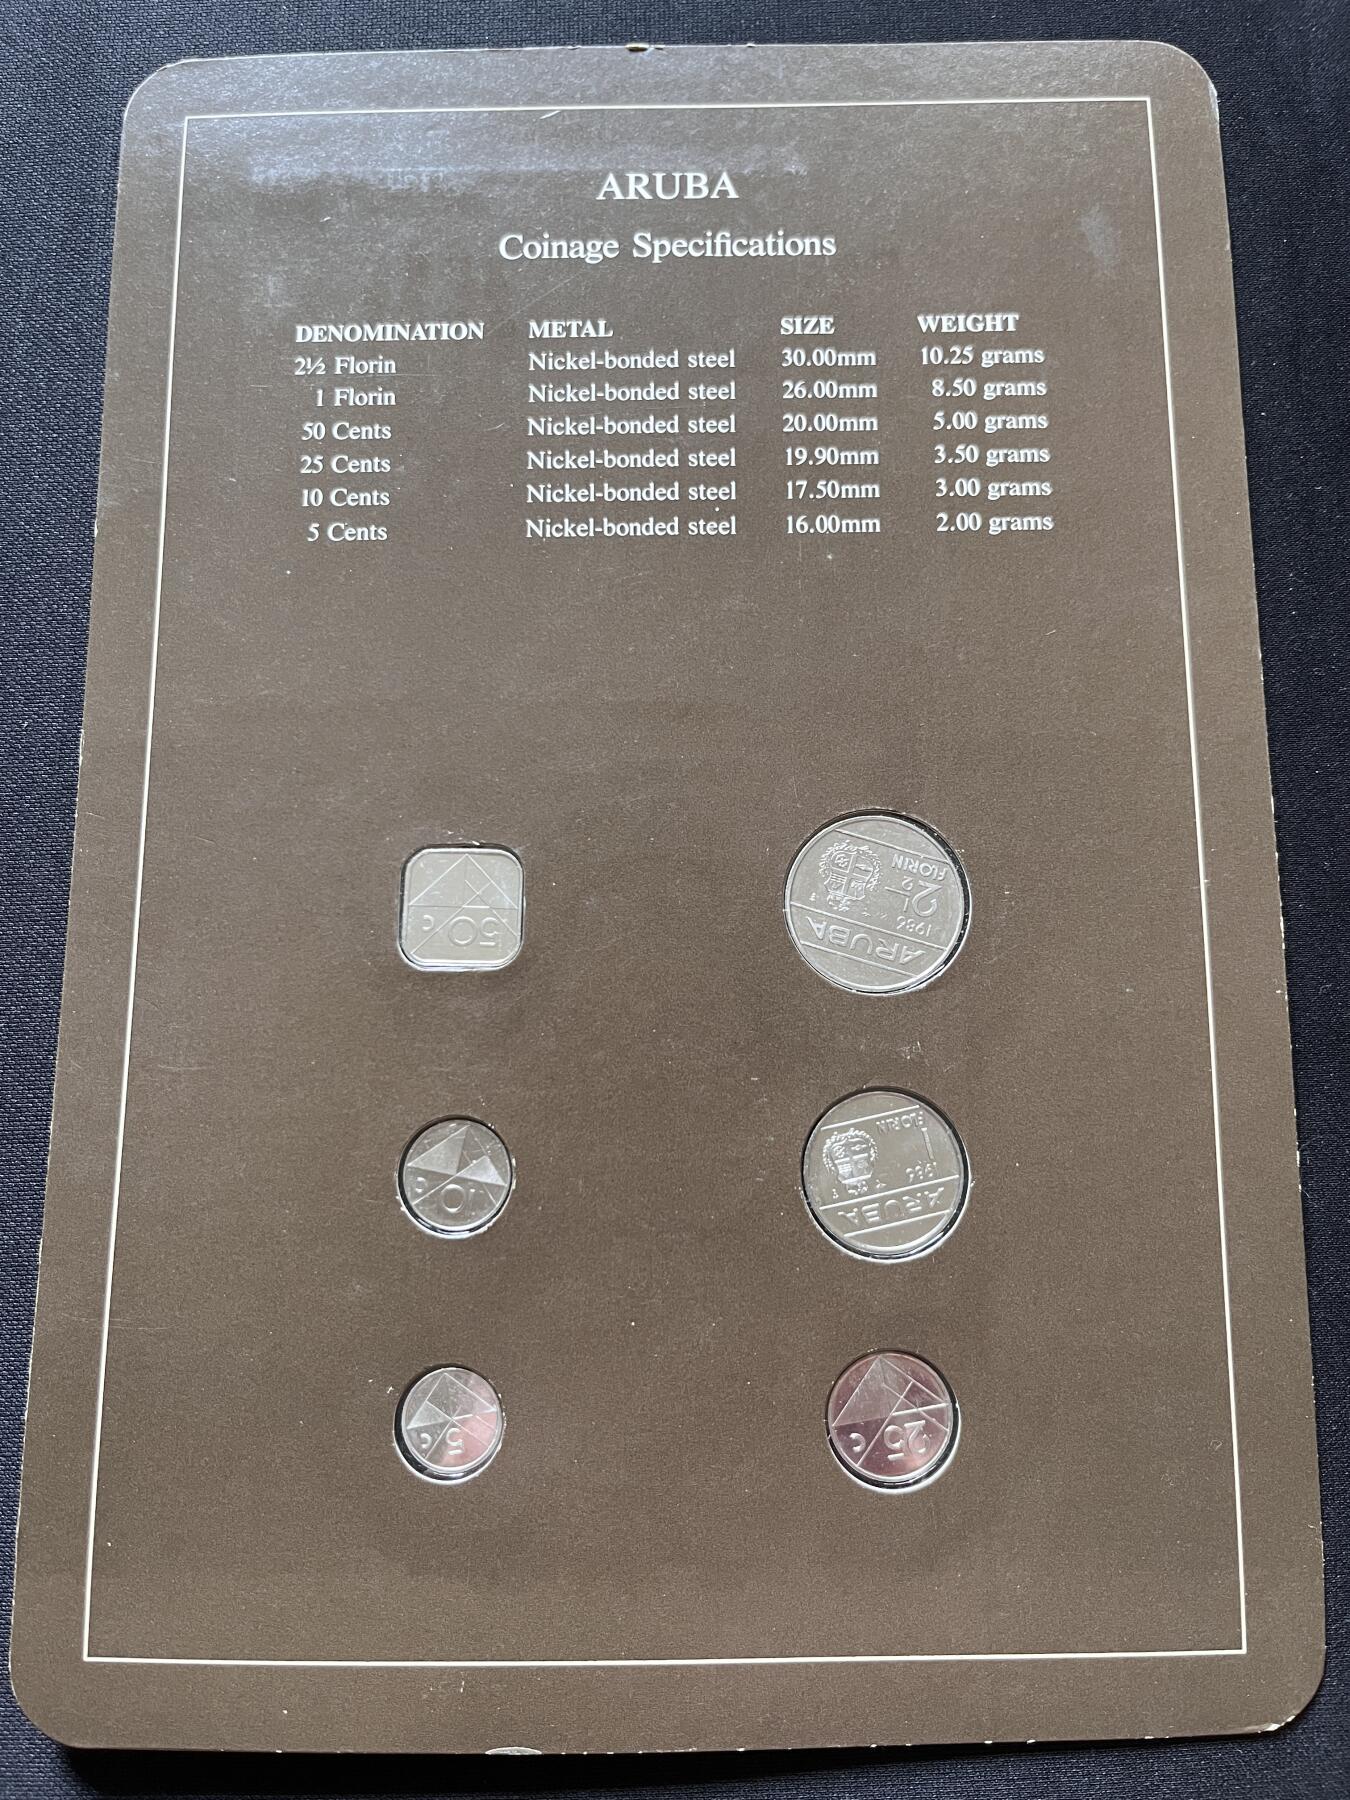 ARUBA
Coinage Specifications
DENOMINATION METAL SIZE WEIGHT
2½ Florin Nickel-bonded steel 30.00mm 10.25 grams
1 Florin Nickel-bonded steel 26.00mm 8.50 grams
50 Cents Nickel-bonded steel 20.00mm 5.00 grams
25 Cents Nickel-bonded steel 19.90mm 3.50 grams
10 Cents Nickel-bonded steel 17.50mm 3.00 grams
5 Cents Nickel-bonded steel 16.00mm 2.00 grams
50 C
ARUBA
1986
2½
FLORIN
10 C
ARUBA
1986
1
FLORIN
5 C
25 C